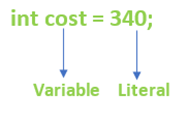 int cost = 340;
Variable Literal